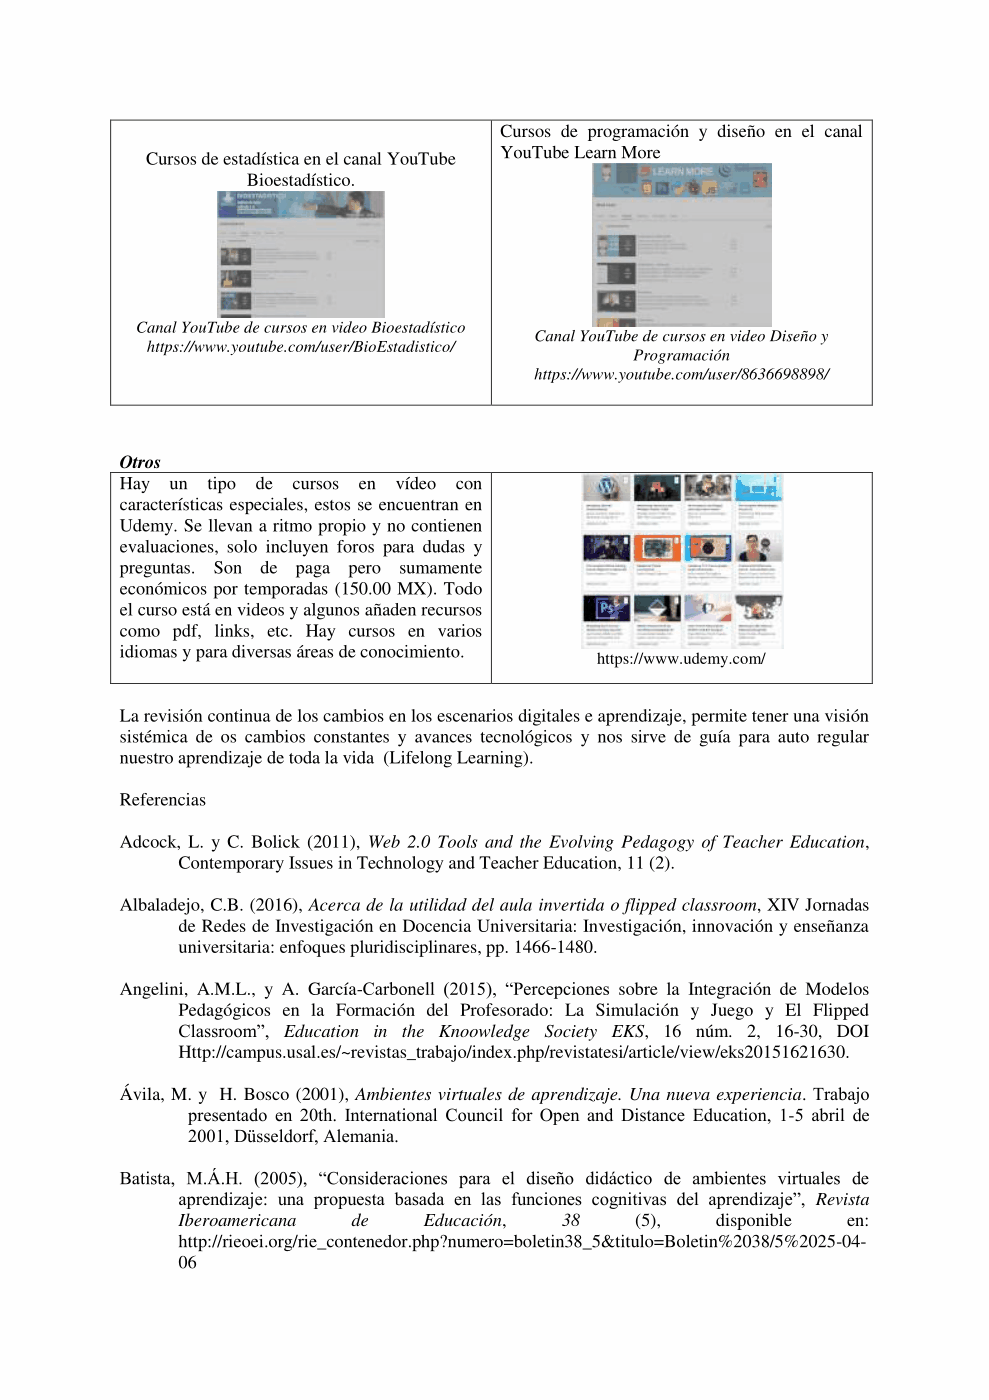 Cursos de estadística en el canal YouTube
Bioestadístico.
Canal YouTube de cursos en video Bioestadístico
https://www.youtube.com/user/BioEstadistico/
Cursos de programación y diseño en el canal
YouTube Learn More
LEARN MORE
Canal YouTube de cursos en video Diseño y
Programación
https://www.youtube.com/user/8636698898/
Otros
Hay un tipo de cursos en vídeo con
características especiales, estos se encuentran en
Udemy. Se llevan a ritmo propio y no contienen
evaluaciones, solo incluyen foros para dudas y
preguntas. Son de paga pero sumamente
económicos por temporadas (150.00 MX). Todo
el curso está en videos y algunos añaden recursos
como pdf, links, etc. Hay cursos en varios
idiomas y para diversas áreas de conocimiento.
Ps
https://www.udemy.com/
La revisión continua de los cambios en los escenarios digitales e aprendizaje, permite tener una visión
sistémica de os cambios constantes y avances tecnológicos y nos sirve de guía para auto regular
nuestro aprendizaje de toda la vida (Lifelong Learning).
Referencias
Adcock, L. y C. Bolick (2011), Web 2.0 Tools and the Evolving Pedagogy of Teacher Education,
Contemporary Issues in Technology and Teacher Education, 11 (2).
Albaladejo, C.B. (2016), Acerca de la utilidad del aula invertida o flipped classroom, XIV Jornadas
de Redes de Investigación en Docencia Universitaria: Investigación, innovación y enseñanza
universitaria: enfoques pluridisciplinares, pp. 1466-1480.
Angelini, A.M.L., y A. García-Carbonell (2015), “Percepciones sobre la Integración de Modelos
Pedagógicos en la Formación del Profesorado: La Simulación y Juego y El Flipped
Classroom”, Education in the Knoowledge Society EKS, 16 núm. 2, 16-30, DOI
Http://campus.usal.es/~revistas_trabajo/index.php/revistatesi/article/view/eks20151621630.
Ávila, M. y H. Bosco (2001), Ambientes virtuales de aprendizaje. Una nueva experiencia. Trabajo
presentado en 20th. International Council for Open and Distance Education, 1-5 abril de
2001, Düsseldorf, Alemania.
Batista, M.Á.H. (2005), “Consideraciones para el diseño didáctico de ambientes virtuales de
aprendizaje: una propuesta basada en las funciones cognitivas del aprendizaje”, Revista
Iberoamericana de Educación, 38 (5), disponible en:
http://rieoei.org/rie_contenedor.php?numero=boletin38_5&titulo=Boletin%2038/5%2025-04-
06